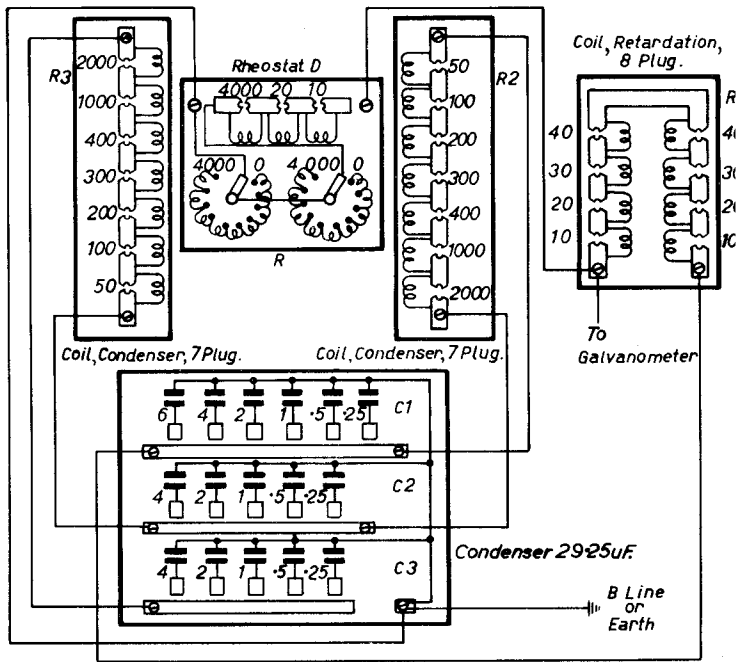 R3
2000
1000
400
300
200
100
50
Coil, Condenser, 7 Plug.
Rheostat D
4000 20 10
4000 0 4,000 0
R
R2
50
100
200
300
400
1000
2000
Coil, Condenser, 7 Plug.
Coil, Retardation,
8 Plug.
R
40 40
30 30
20 20
10 10
To
Galvanometer
6 4 2 1 .5 .25 C1
4 2 1 .5 .25 C2
4 2 1 .5 .25 C3
Condenser 29.25uF.
B Line
or
Earth